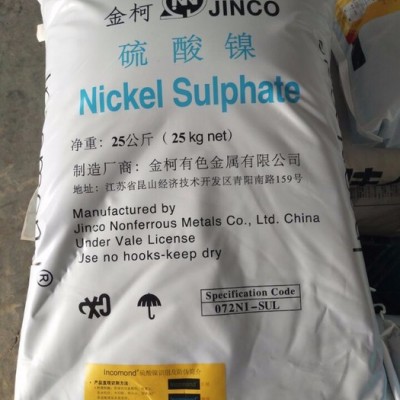 金柯 JINCO
硫酸镍
Nickel Sulphate
净重：25公斤（25 kg net）
制造厂商：金柯有色金属有限公司
地址：江苏省昆山经济技术开发区青阳南路159号
Manufactured by
Jinco Nonferrous Metals Co., Ltd. China
Under Vale License
Use no hooks-keep dry
Specification Code
072NI-SUL
incomond